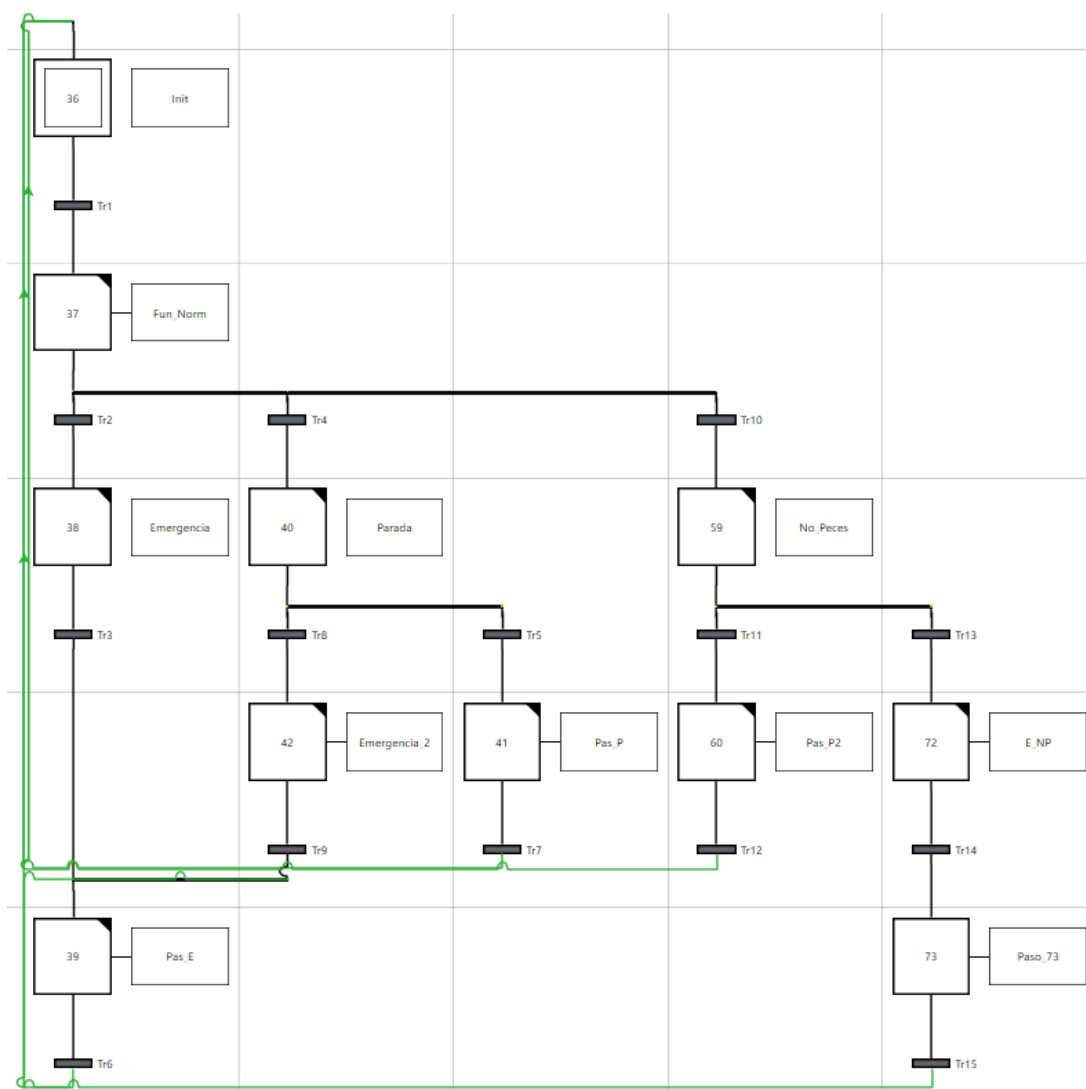 36 Init
Tr1
37 Fun_Norm
Tr2 Tr4 Tr10
38 Emergencia 40 Parada 59 No_Peces
Tr3 Tr8 Tr5 Tr11 Tr13
42 Emergencia_2 41 Pas_P 60 Pas_P2 72 E_NP
Tr9 Tr7 Tr12 Tr14
39 Pas_E 73 Paso_73
Tr6 Tr15